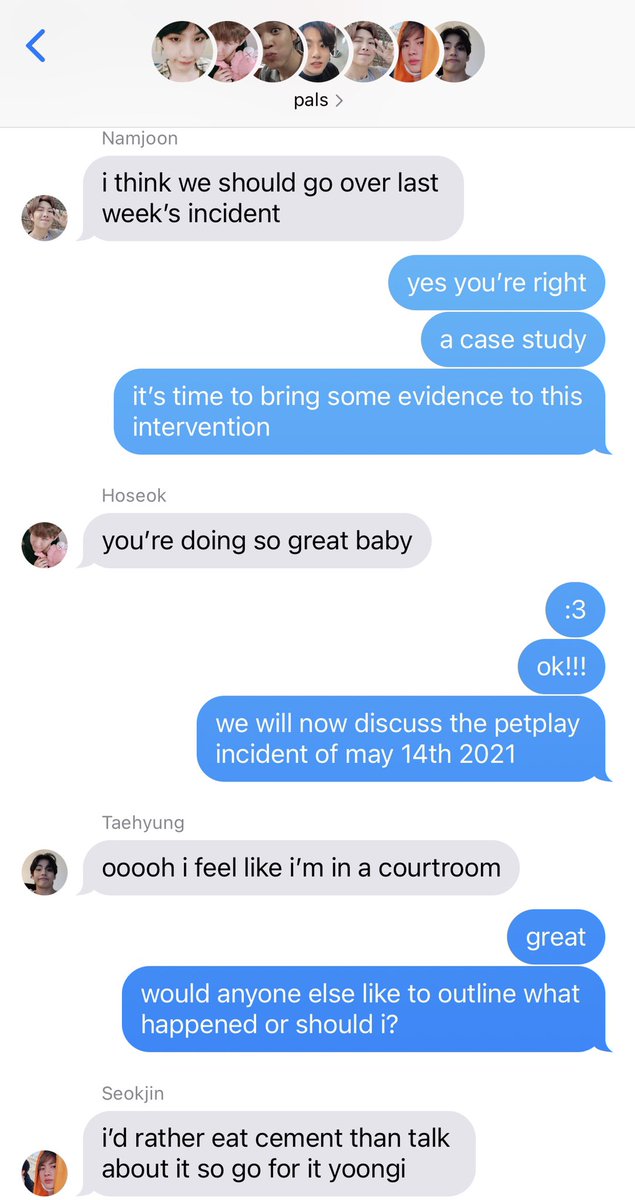 pals
Namjoon
i think we should go over last
week’s incident
yes you’re right
a case study
it’s time to bring some evidence to this
intervention
Hoseok
you’re doing so great baby
:3
ok!!!
we will now discuss the petplay
incident of may 14th 2021
Taehyung
ooooh i feel like i’m in a courtroom
great
would anyone else like to outline what
happened or should i?
Seokjin
i’d rather eat cement than talk
about it so go for it yoongi